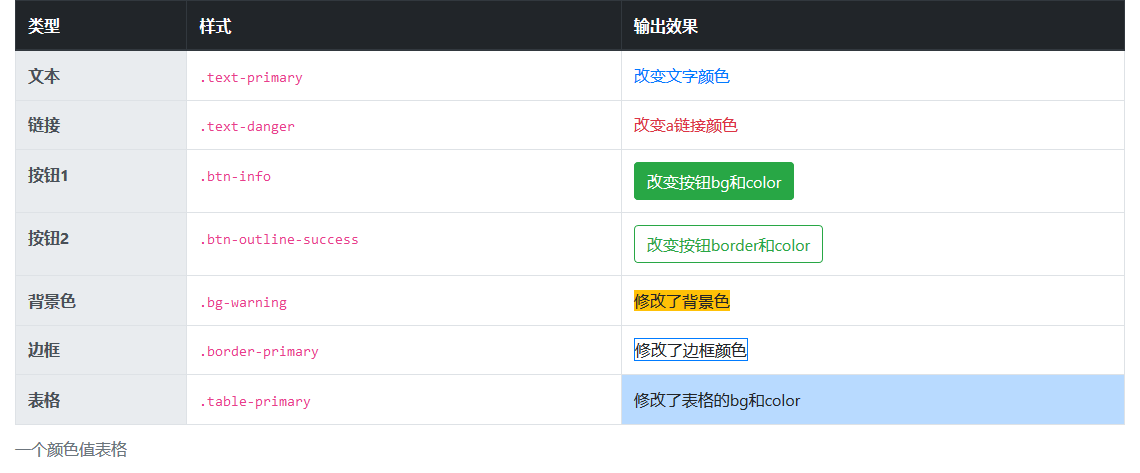 类型 样式 输出效果
文本 .text-primary 改变文字颜色
链接 .text-danger 改变a链接颜色
按钮1 .btn-info 改变按钮bg和color
按钮2 .btn-outline-success 改变按钮border和color
背景色 .bg-warning 修改了背景色
边框 .border-primary 修改了边框颜色
表格 .table-primary 修改了表格的bg和color
一个颜色值表格